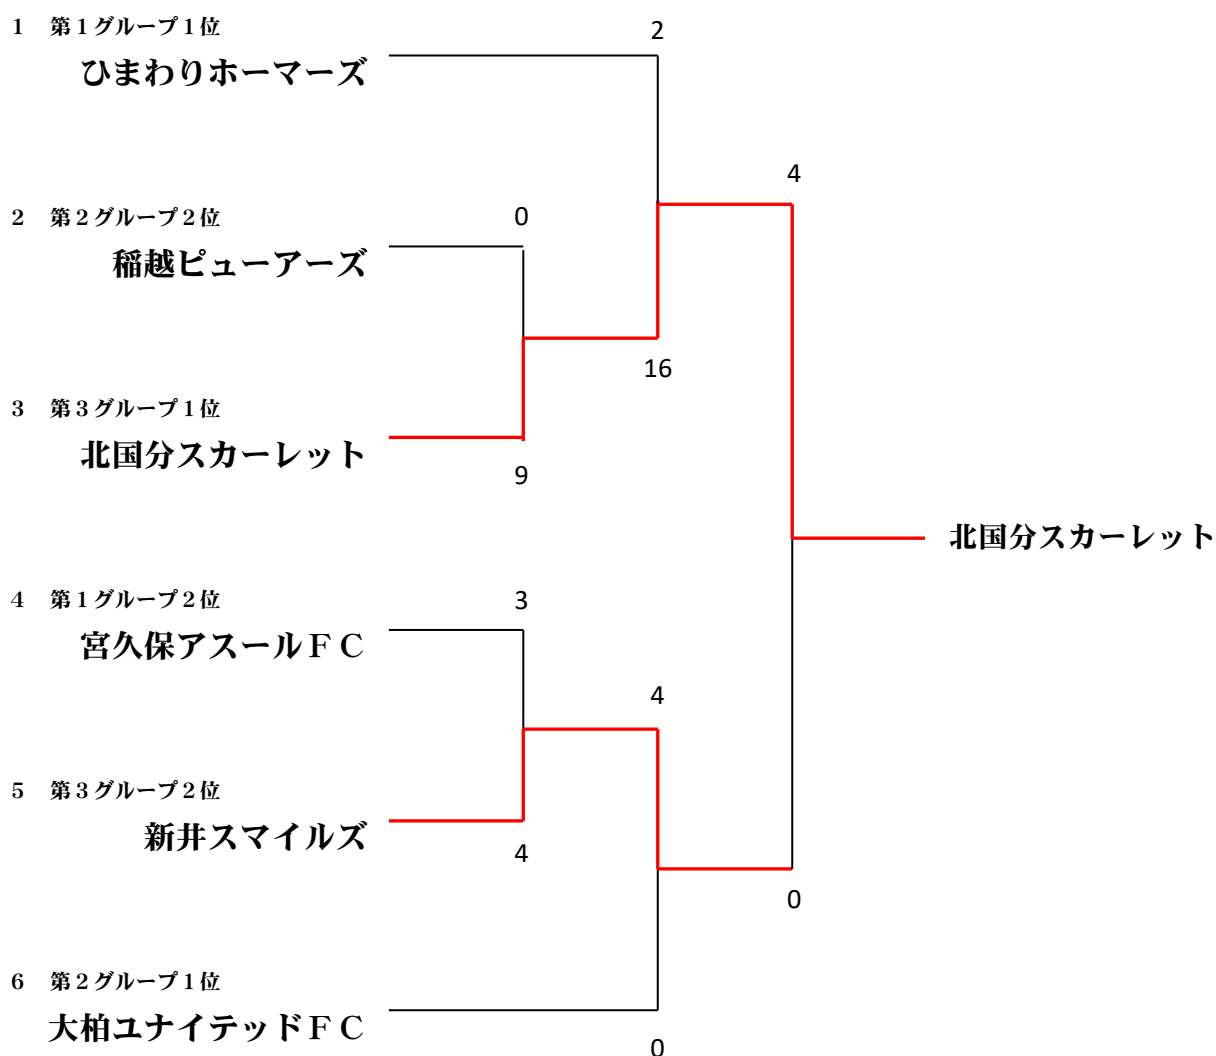 1 第１グループ１位
ひまわりホーマーズ
2
4
2 第２グループ２位
稲越ピューアーズ
0
16
3 第３グループ１位
北国分スカーレット
9
北国分スカーレット
4 第１グループ２位
宮久保アスールＦＣ
3
4
5 第３グループ２位
新井スマイルズ
4
0
6 第２グループ１位
大柏ユナイテッドＦＣ
0